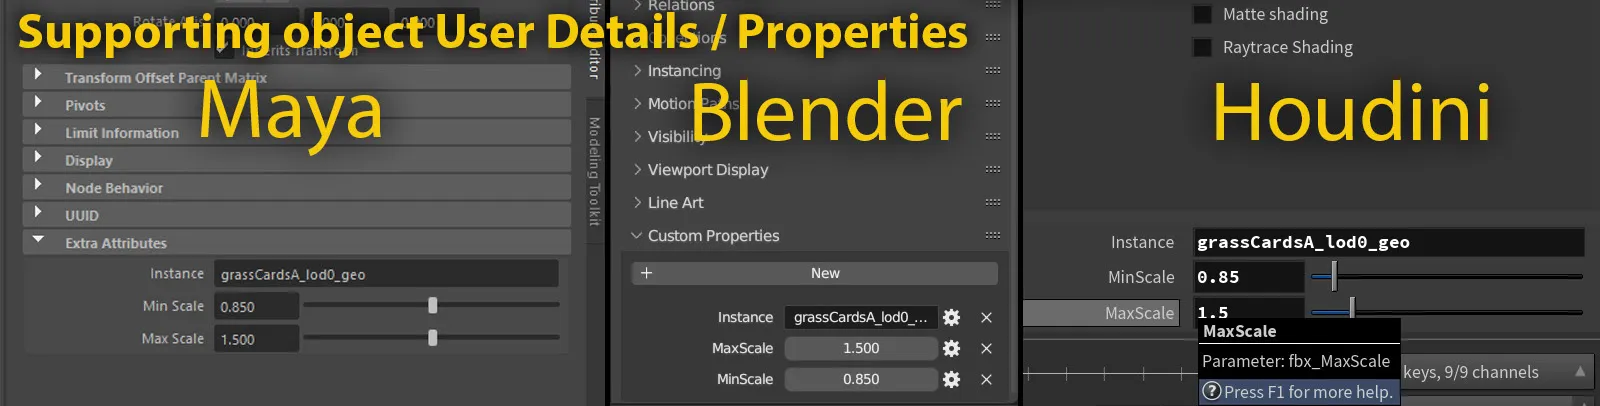 Supporting object User Details / Properties
Maya
Rotate Axis 0.000 0.000 0.000
Inherits Transform
Transform Offset Parent Matrix
Pivots
Limit Information
Display
Node Behavior
UUID
Extra Attributes
Instance grassCardsA_lod0_geo
Min Scale 0.850
Max Scale 1.500
Modeling Toolkit
Blender
Relations
Instancing
Motion Paths
Visibility
Viewport Display
Line Art
Custom Properties
+ New
Instance grassCardsA_lod0_...
MaxScale 1.500
MinScale 0.850
Houdini
Matte shading
Raytrace Shading
Instance grassCardsA_lod0_geo
MinScale 0.85
MaxScale 1.5
MaxScale
Parameter: fbx_MaxScale
Press F1 for more help.
keys, 9/9 channels